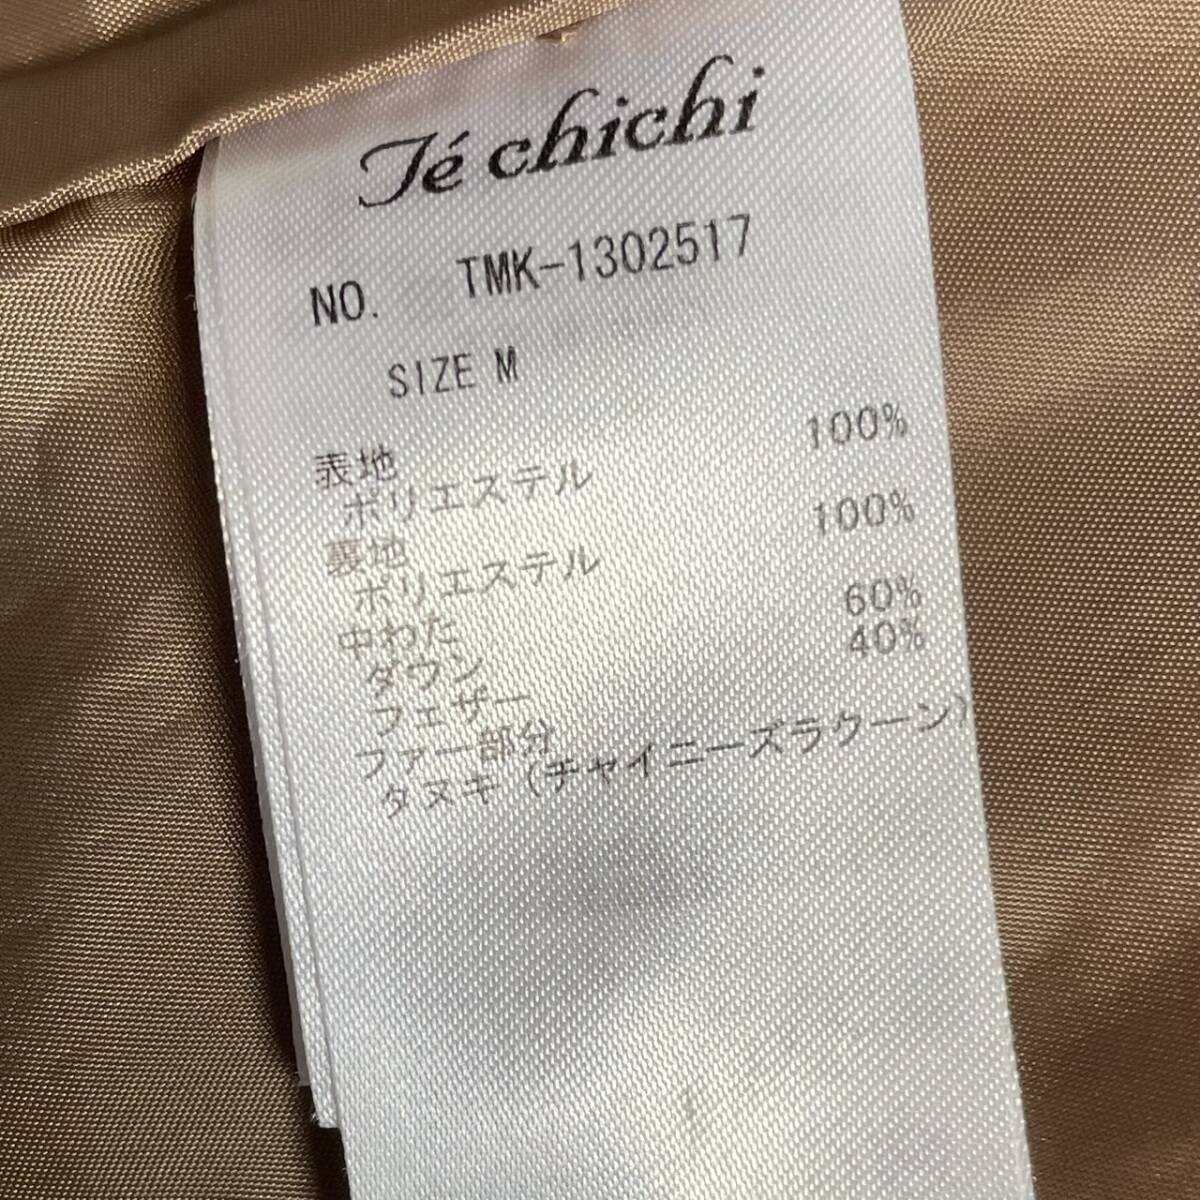 Té chichi
NO. TMK-1302517
SIZE M
表地
ポリエステル 100%
裏地
ポリエステル 100%
中わた
ダウン 60%
フェザー 40%
ファー部分
タヌキ（チャイニーズラクーン）